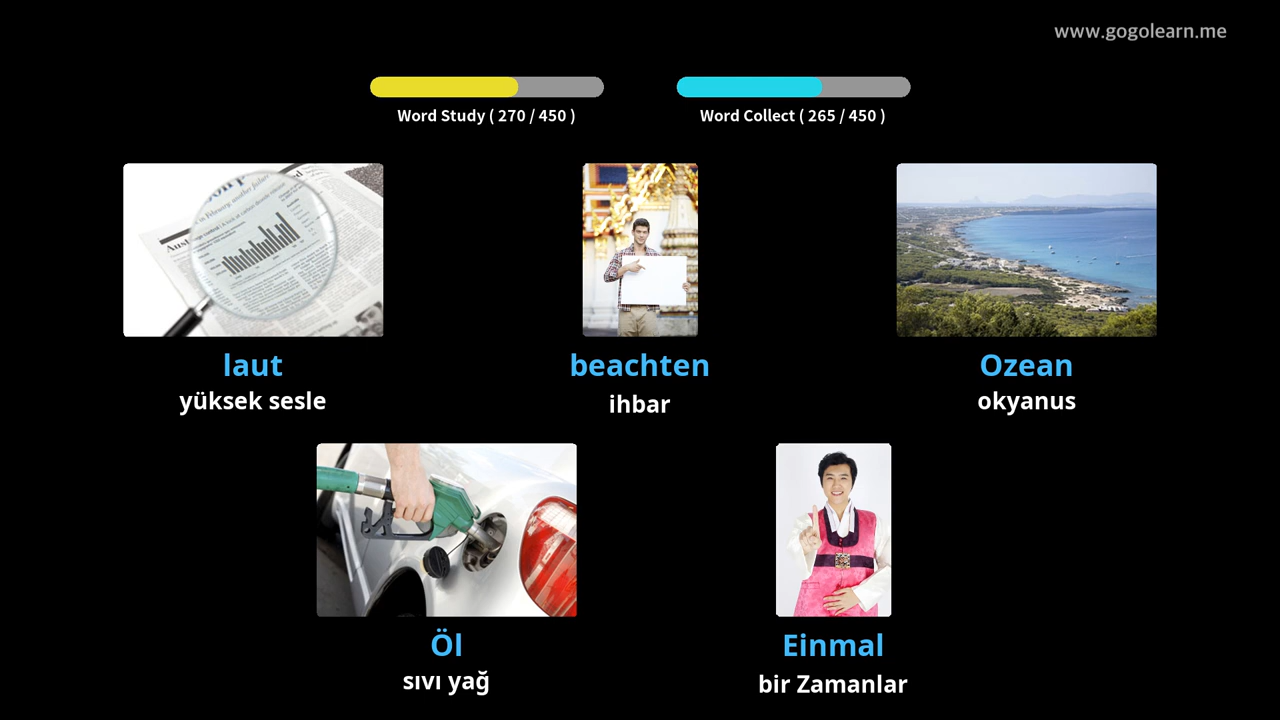 www.gogolearn.me
Word Study ( 270 / 450 )
Word Collect ( 265 / 450 )
laut
yüksek sesle
beachten
ihbar
Ozean
okyanus
Öl
sıvı yağ
Einmal
bir Zamanlar